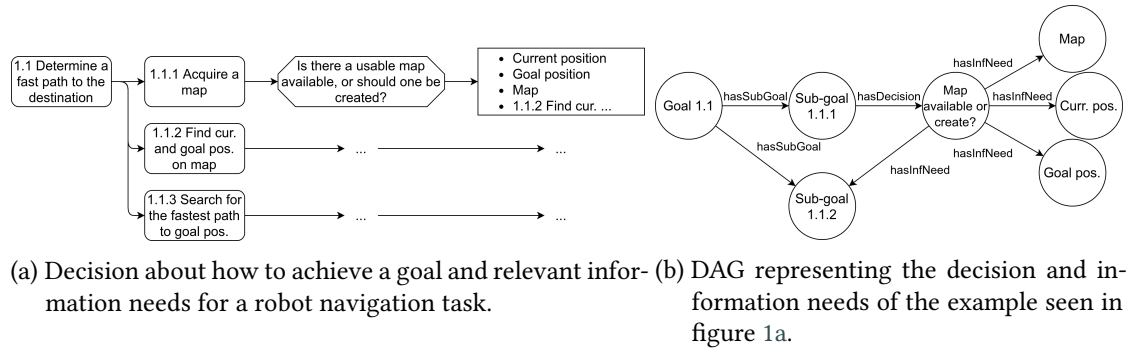 1.1 Determine a
fast path to the
destination
1.1.1 Acquire a
map
Is there a usable map
available, or should one be
created?
• Current position
• Goal position
• Map
• 1.1.2 Find cur. ...
1.1.2 Find cur.
and goal pos.
on map
...
...
1.1.3 Search for
the fastest path
to goal pos.
...
...
(a) Decision about how to achieve a goal and relevant infor-
mation needs for a robot navigation task.
Goal 1.1
hasSubGoal
Sub-goal
1.1.1
hasDecision
Map
available or
create?
hasInfNeed
Map
hasInfNeed
Curr. pos.
hasInfNeed
Goal pos.
hasSubGoal
hasInfNeed
Sub-goal
1.1.2
(b) DAG representing the decision and in-
formation needs of the example seen in
figure 1a.